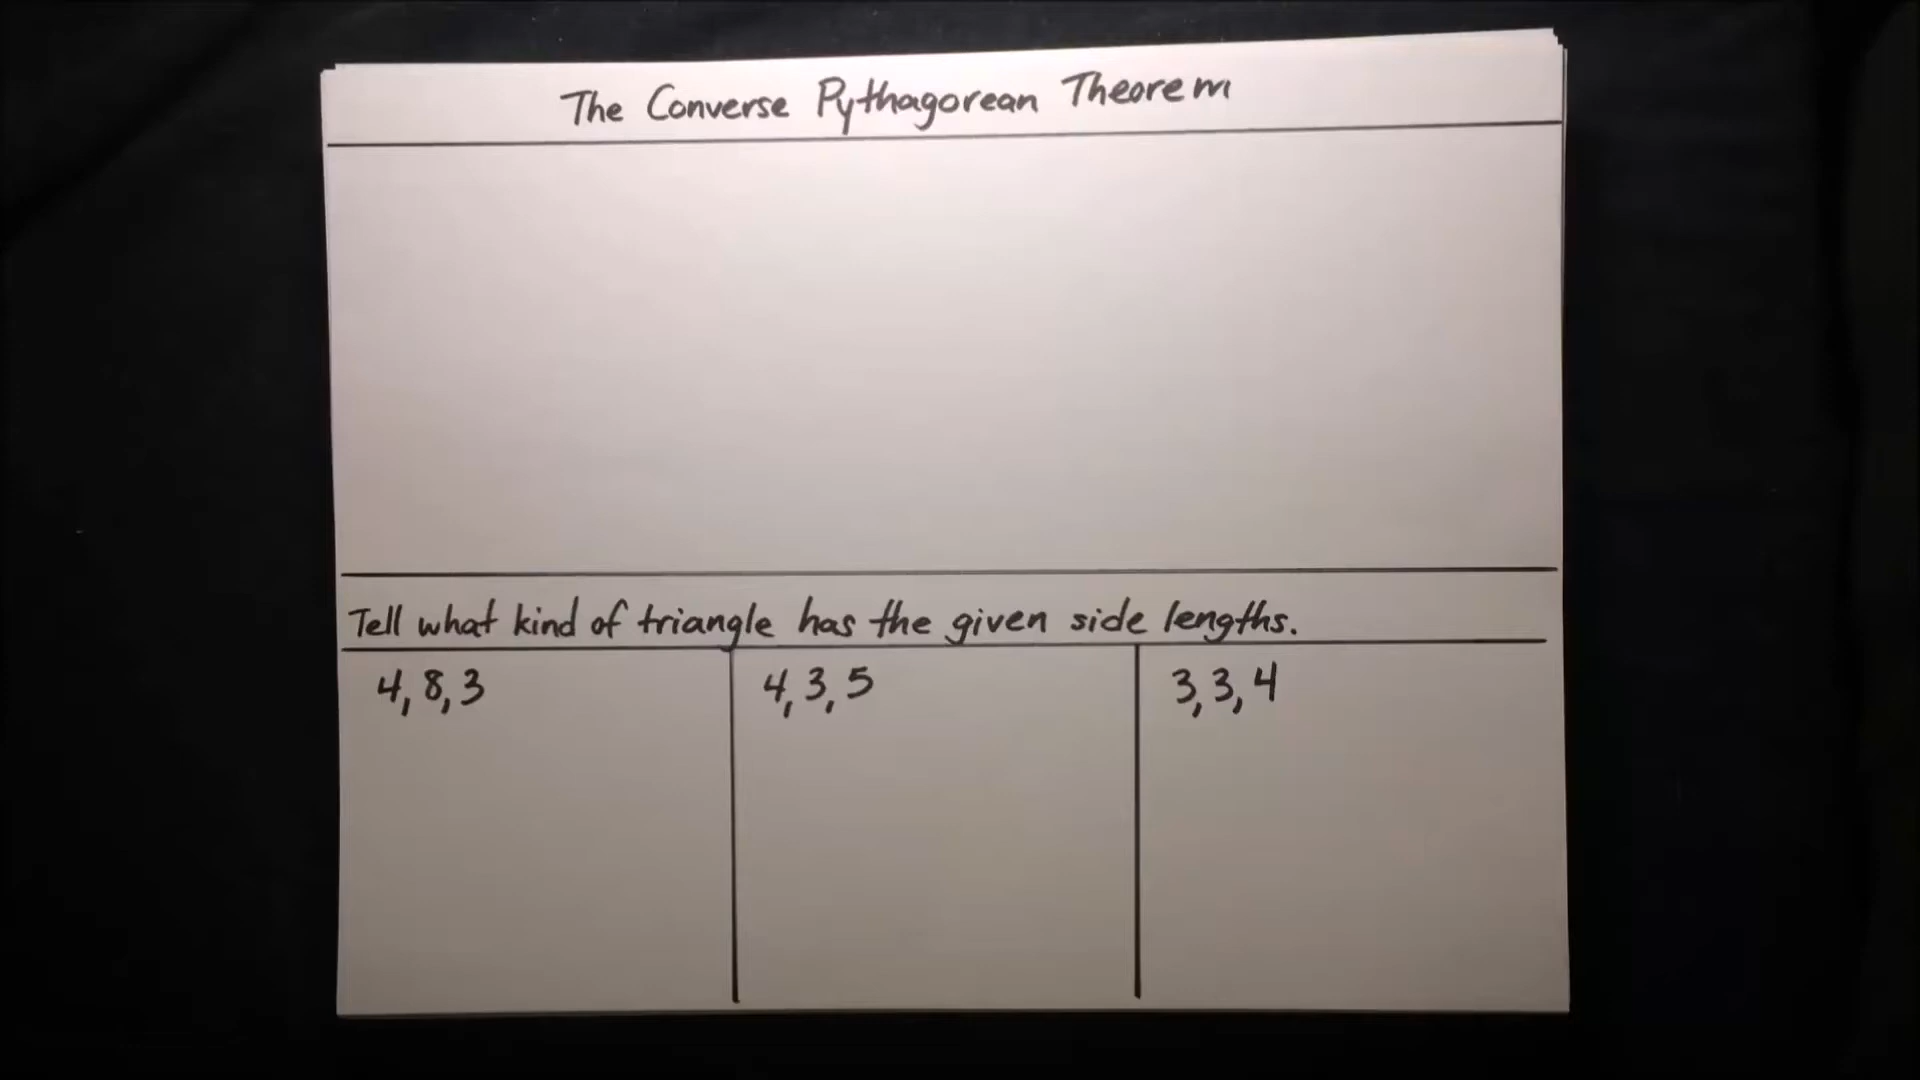 The Converse Pythagorean Theorem
Tell what kind of triangle has the given side lengths.
4, 8, 3
4, 3, 5
3, 3, 4